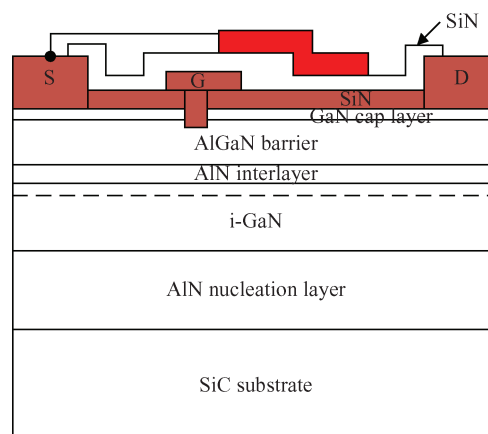 SiN
S
G
D
SiN
GaN cap layer
AlGaN barrier
AlN interlayer
i-GaN
AlN nucleation layer
SiC substrate